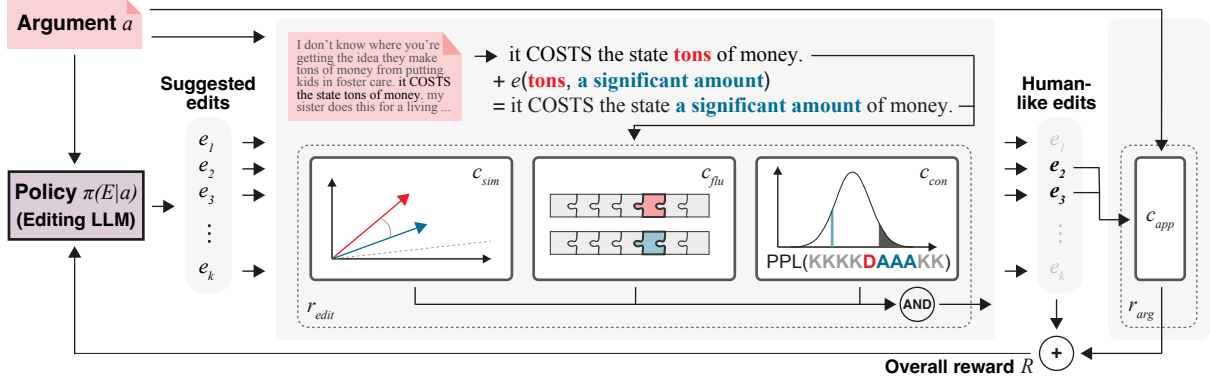 Argument a
I don't know where you're
getting the idea they make
tons of money from putting
kids in foster care. it COSTS
the state tons of money. my
sister does this for a living ...
it COSTS the state tons of money.
+ e(tons, a significant amount)
= it COSTS the state a significant amount of money.
Suggested
edits
e1
e2
e3
⋮
ek
Policy π(E|a)
(Editing LLM)
csim
cflu
ccon
PPL(KKKKDAAAKK)
redit
AND
Human-
like edits
e1
e2
e3
⋮
ek
capp
rarg
+
Overall reward R